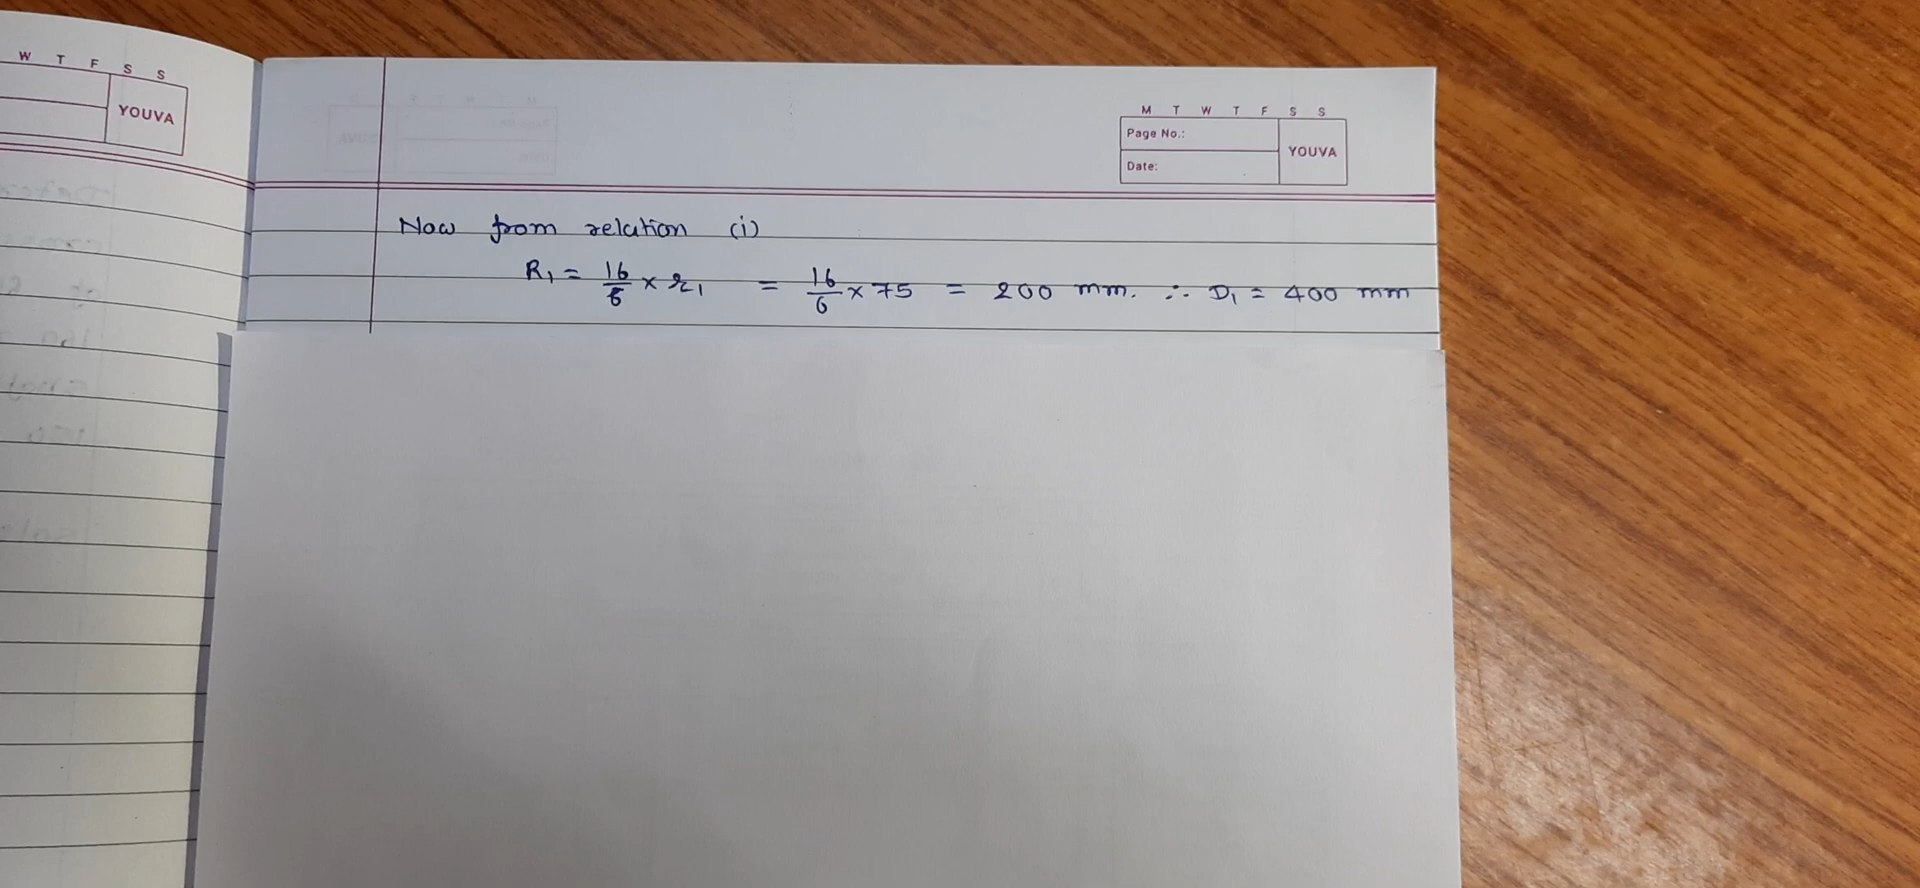 W T F S S
YOUVA
M T W T F S S
Page No.:
Date:
YOUVA
Now from relation (i)
R₁ = 16/6 × r₁ = 16/6 × 75 = 200 mm. ∴ D₁ = 400 mm